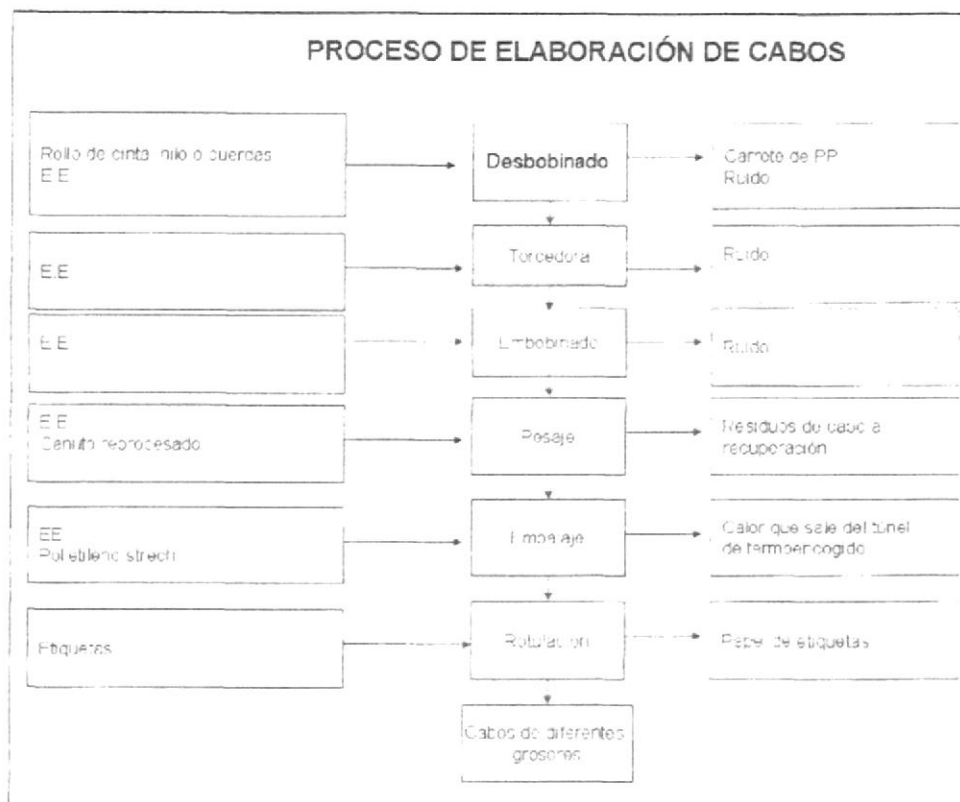 PROCESO DE ELABORACIÓN DE CABOS
Rollo de cinta hilo o cuerdas
E.E
Desbobinado
Carrete de PP
Ruido
E.E
Torcedora
Ruido
E.E
Embobinado
Ruido
E.E
Canuto reprocesado
Pesaje
Residuos de cabo a
recuperación
EE
Polietileno strech
Embalaje
Calor que sale del túnel
de termoencogido
Etiquetas
Rotulación
Papel de etiquetas
Cabos de diferentes
grosores